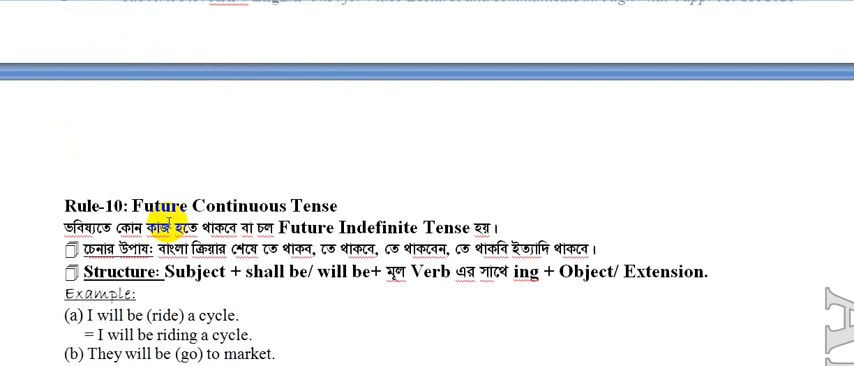 Rule-10: Future Continuous Tense
ভবিষ্যতে কোন কাজ হতে থাকবে বা চল Future Indefinite Tense হয়।
চেনার উপায: বাংলা ক্রিয়ার শেষে তে থাকব, তে থাকবে, তে থাকবেন, তে থাকবি ইত্যাদি থাকবে।
Structure: Subject + shall be/ will be+ মূল Verb এর সাথে ing + Object/ Extension.
Example:
(a) I will be (ride) a cycle.
= I will be riding a cycle.
(b) They will be (go) to market.